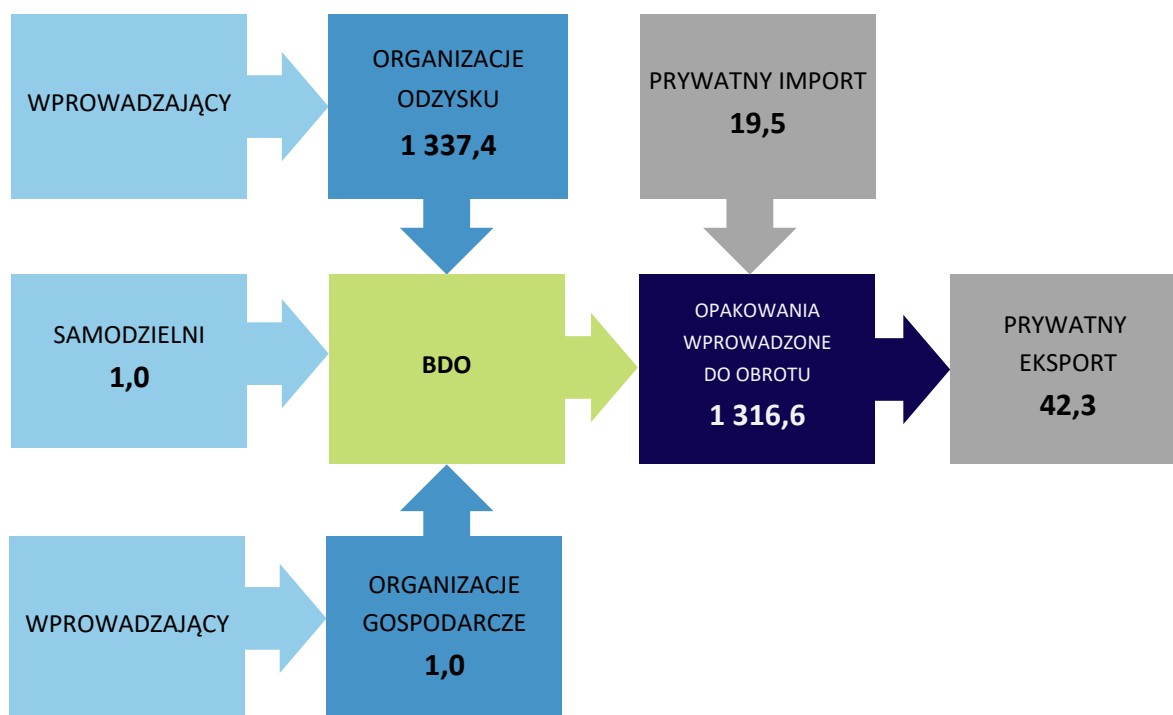 WPROWADZAJĄCY
ORGANIZACJE
ODZYSKU
1 337,4
PRYWATNY IMPORT
19,5
SAMODZIELNI
1,0
BDO
OPAKOWANIA
WPROWADZONE
DO OBROTU
1 316,6
PRYWATNY
EKSPORT
42,3
WPROWADZAJĄCY
ORGANIZACJE
GOSPODARCZE
1,0